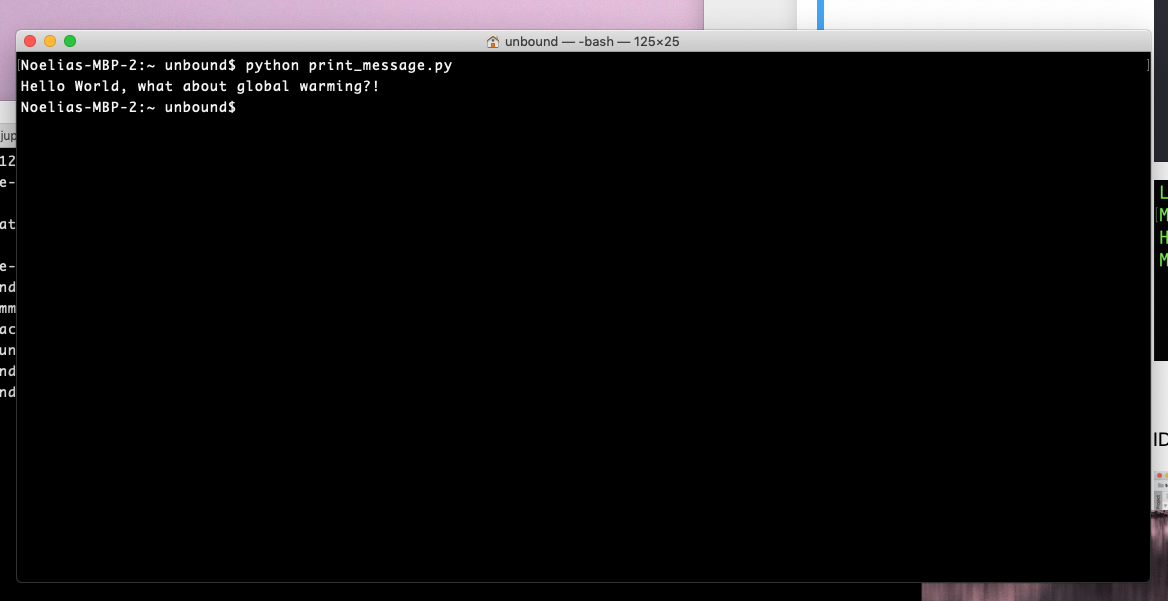 unbound — -bash — 125×25
Noelias-MBP-2:~ unbound$ python print_message.py
Hello World, what about global warming?!
Noelias-MBP-2:~ unbound$
jup
12
e-
at
e-
nd
mm
ac
un
nd
nd
L
M
H
M
ID